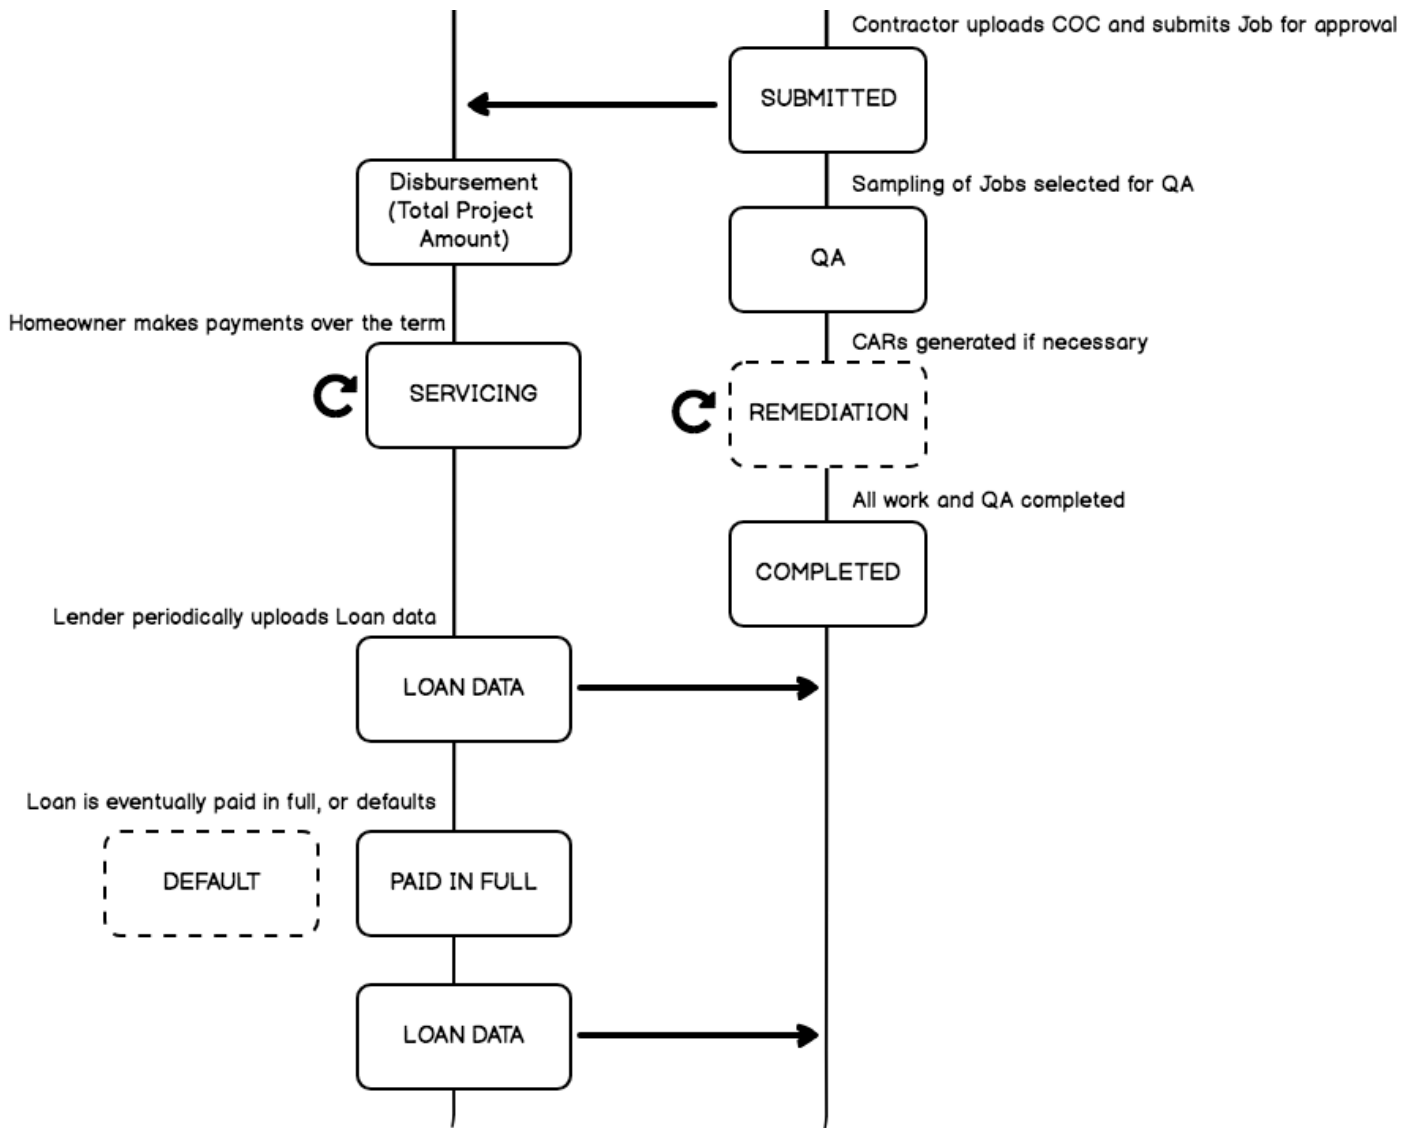 Contractor uploads COC and submits Job for approval
SUBMITTED
Disbursement
(Total Project
Amount)
Sampling of Jobs selected for QA
QA
Homeowner makes payments over the term
SERVICING
CARs generated if necessary
REMEDIATION
All work and QA completed
COMPLETED
Lender periodically uploads Loan data
LOAN DATA
Loan is eventually paid in full, or defaults
DEFAULT
PAID IN FULL
LOAN DATA